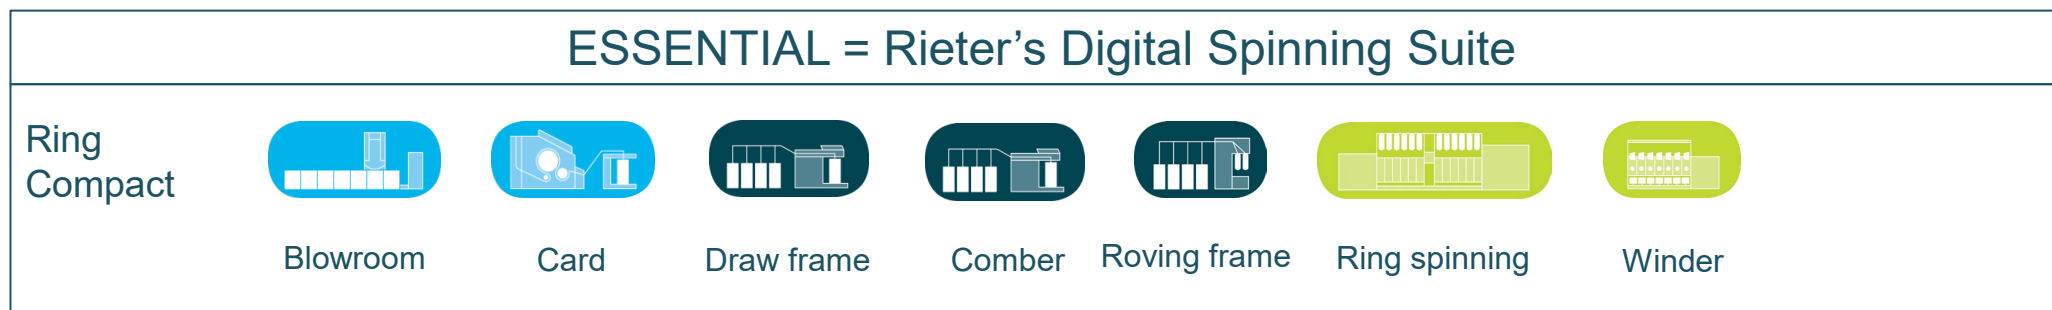 ESSENTIAL = Rieter’s Digital Spinning Suite
Ring
Compact
Blowroom
Card
Draw frame
Comber
Roving frame
Ring spinning
Winder